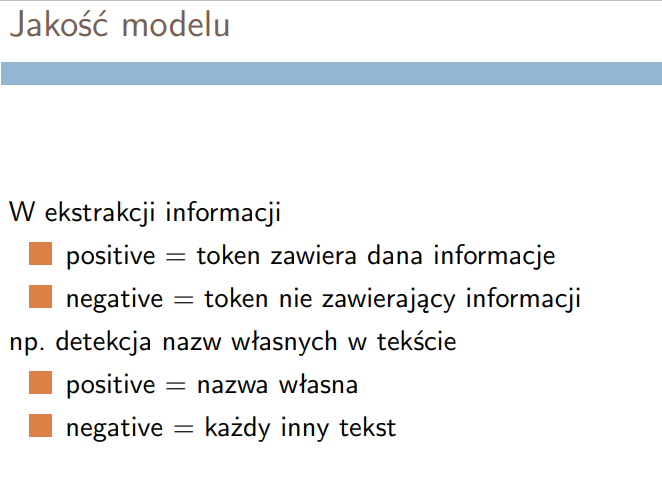 Jakość modelu
W ekstrakcji informacji
positive = token zawiera dana informacje
negative = token nie zawierający informacji
np. detekcja nazw własnych w tekście
positive = nazwa własna
negative = każdy inny tekst